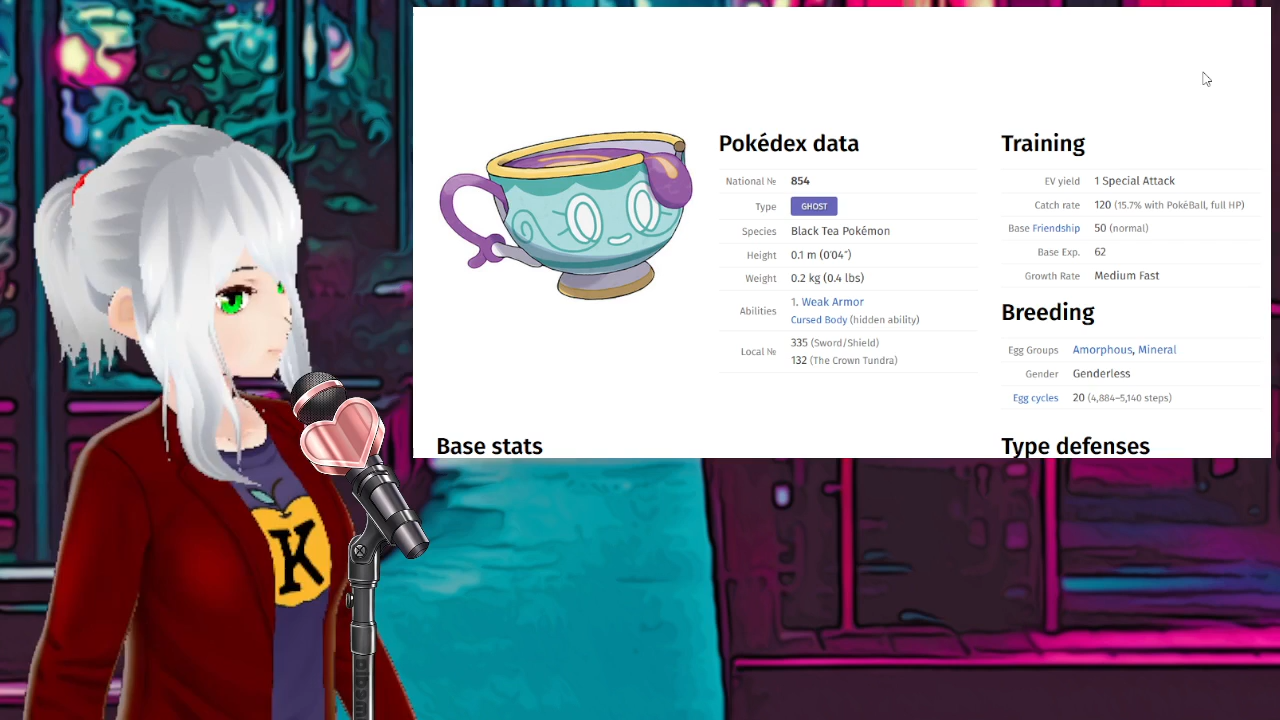 Pokédex data
National № 854
Type GHOST
Species Black Tea Pokémon
Height 0.1 m (0′04″)
Weight 0.2 kg (0.4 lbs)
Abilities 1. Weak Armor
Cursed Body (hidden ability)
Local № 335 (Sword/Shield)
132 (The Crown Tundra)
Training
EV yield 1 Special Attack
Catch rate 120 (15.7% with PokéBall, full HP)
Base Friendship 50 (normal)
Base Exp. 62
Growth Rate Medium Fast
Breeding
Egg Groups Amorphous, Mineral
Gender Genderless
Egg cycles 20 (4,884–5,140 steps)
Base stats
Type defenses
K